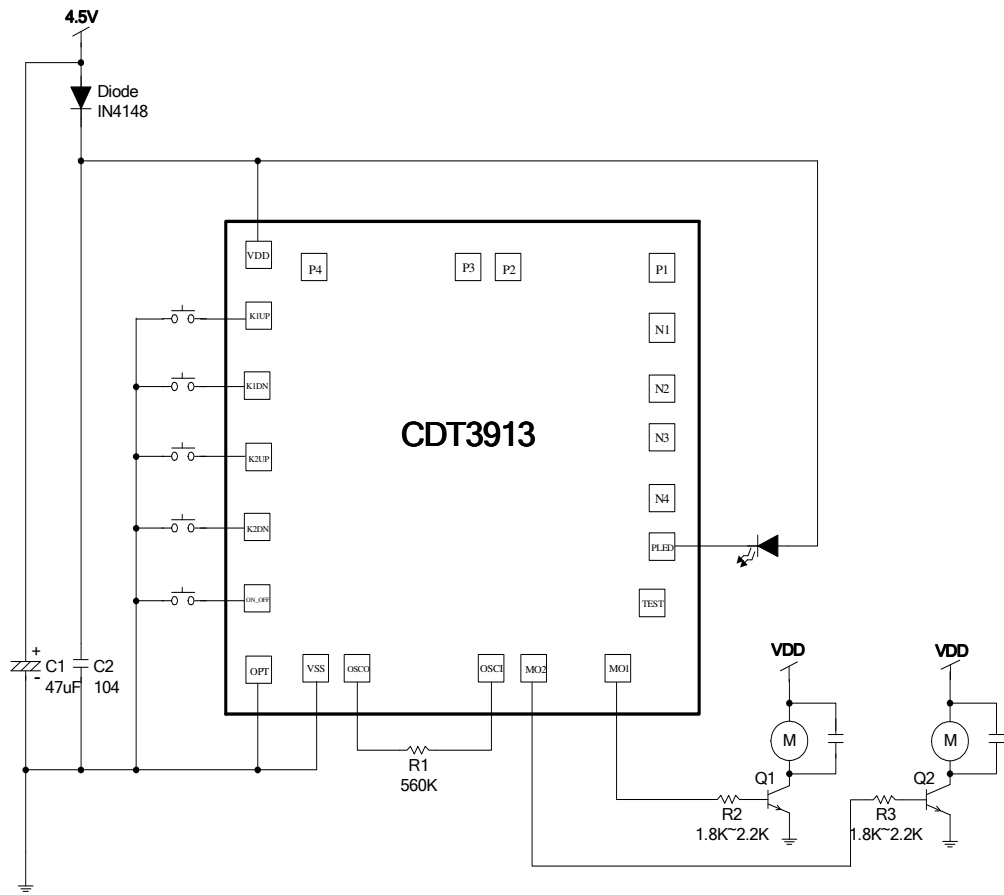 4.5V
Diode
IN4148
VDD
P4
P3
P2
P1
K1UP
N1
K1DN
N2
CDT3913
N3
K2UP
N4
K2DN
PLED
ON_OFF
TEST
+
C1
C2
-
47uF
104
OPT
VSS
OSCO
OSCI
MO2
MO1
VDD
VDD
M
M
R1
560K
Q1
Q2
R2
1.8K~2.2K
R3
1.8K~2.2K